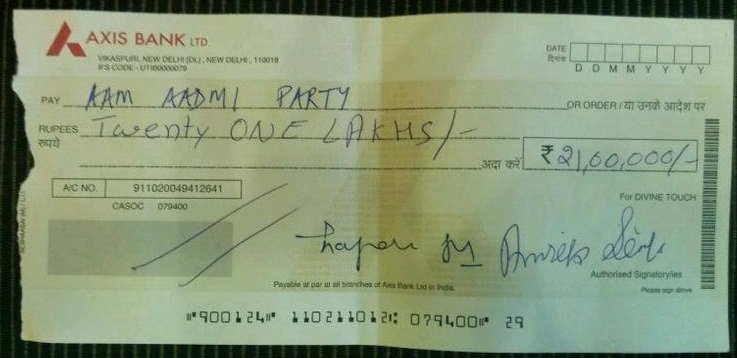 AXIS BANK LTD
VIKASPURI, NEW DELHI (DL), NEW DELHI, 110018
IFS CODE - UTIB0000079
DATE
दिनांक
D D M M Y Y Y Y
PAY AAM AADMI PARTY OR ORDER / या उनके आदेश पर
RUPEES Twenty ONE LAKHS/-
रुपये
अदा करें ₹ 21,00,000/-
A/C NO. 911020049412641
CASOC 079400
For DIVINE TOUCH
Authorised Signatory/ies
Please sign above
Payable at par at all branches of Axis Bank Ltd in India.
⑈900124⑈ 110211012⑆ 079400⑈ 29